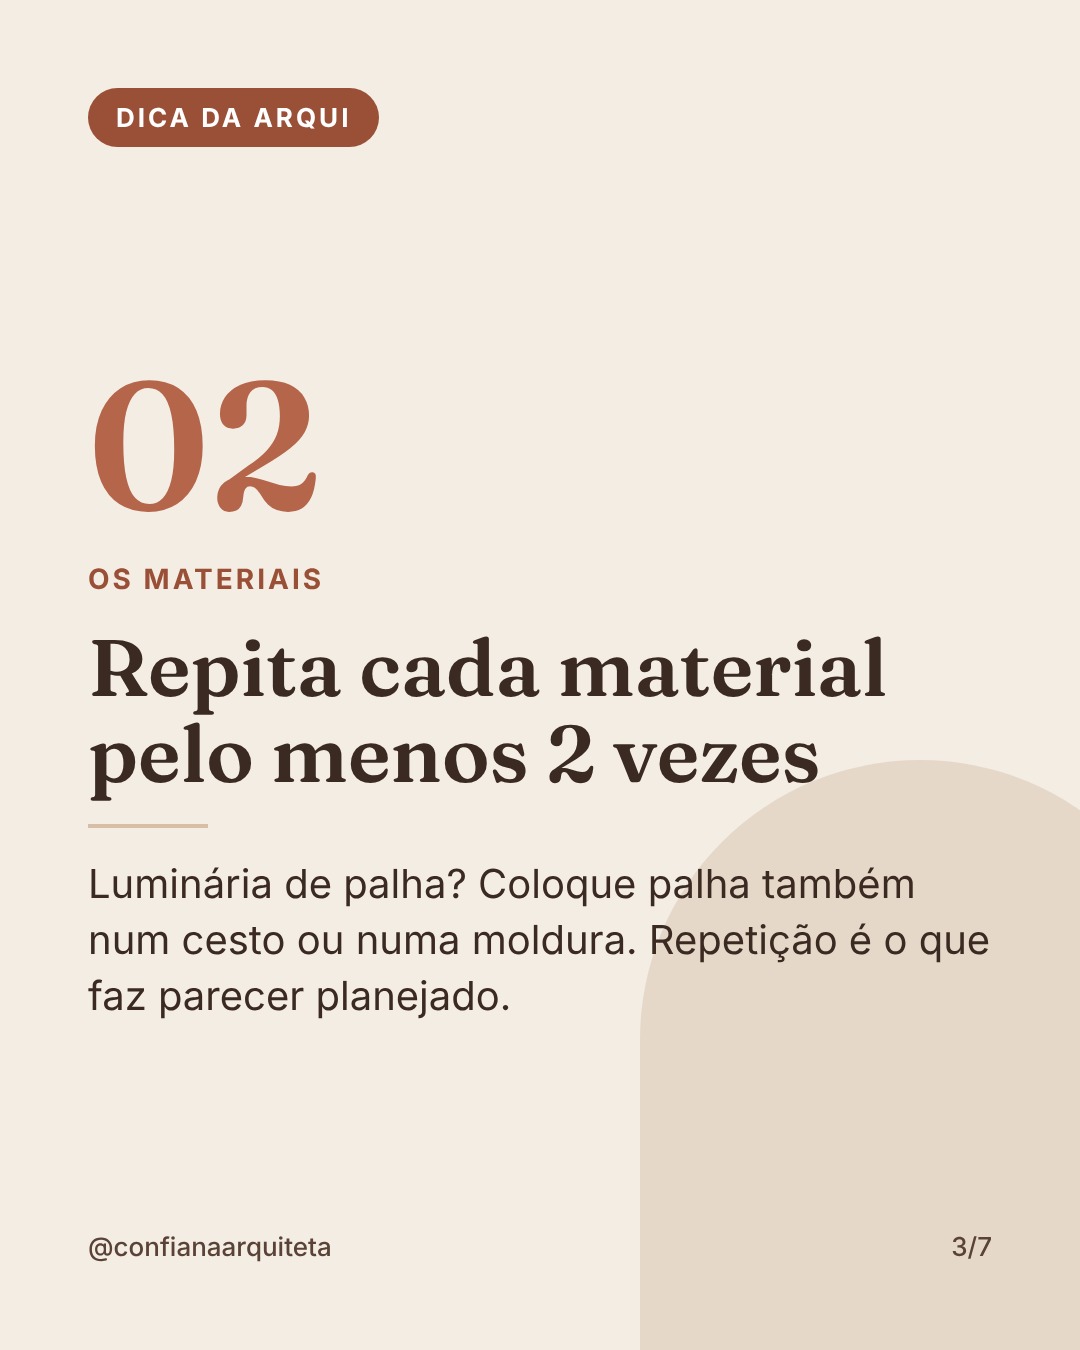 DICA DA ARQUI
02
OS MATERIAIS
Repita cada material
pelo menos 2 vezes
Luminária de palha? Coloque palha também
num cesto ou numa moldura. Repetição é o que
faz parecer planejado.
@confianaarquiteta
3/7